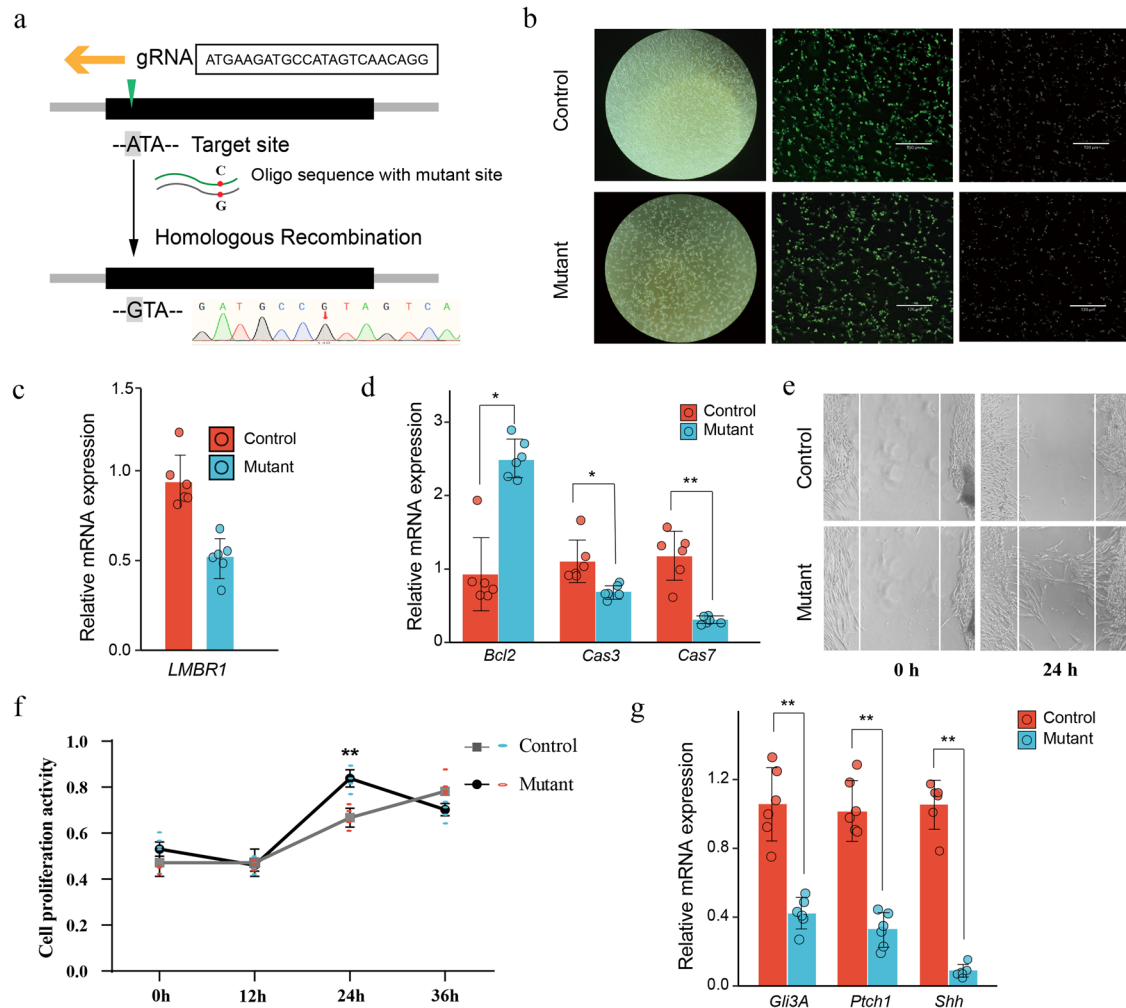 a
gRNA ATGAAGATGCCATAGTCAACAGG
--ATA-- Target site
C
Oligo sequence with mutant site
G
Homologous Recombination
--GTA--
G A T G C C G T A G T C A
b
Control
Mutant
c
Relative mRNA expression
1.5
1.0
0.5
0.0
Control
Mutant
LMBR1
d
Relative mRNA expression
3
2
1
0
*
*
**
Control
Mutant
Bcl2 Cas3 Cas7
e
Control
Mutant
0 h 24 h
f
Cell proliferation activity
1.0
0.8
0.6
0.4
0.2
0.0
**
Control
Mutant
0h 12h 24h 36h
g
Relative mRNA expression
1.2
0.8
0.4
0.0
**
**
**
Control
Mutant
Gli3A Ptch1 Shh